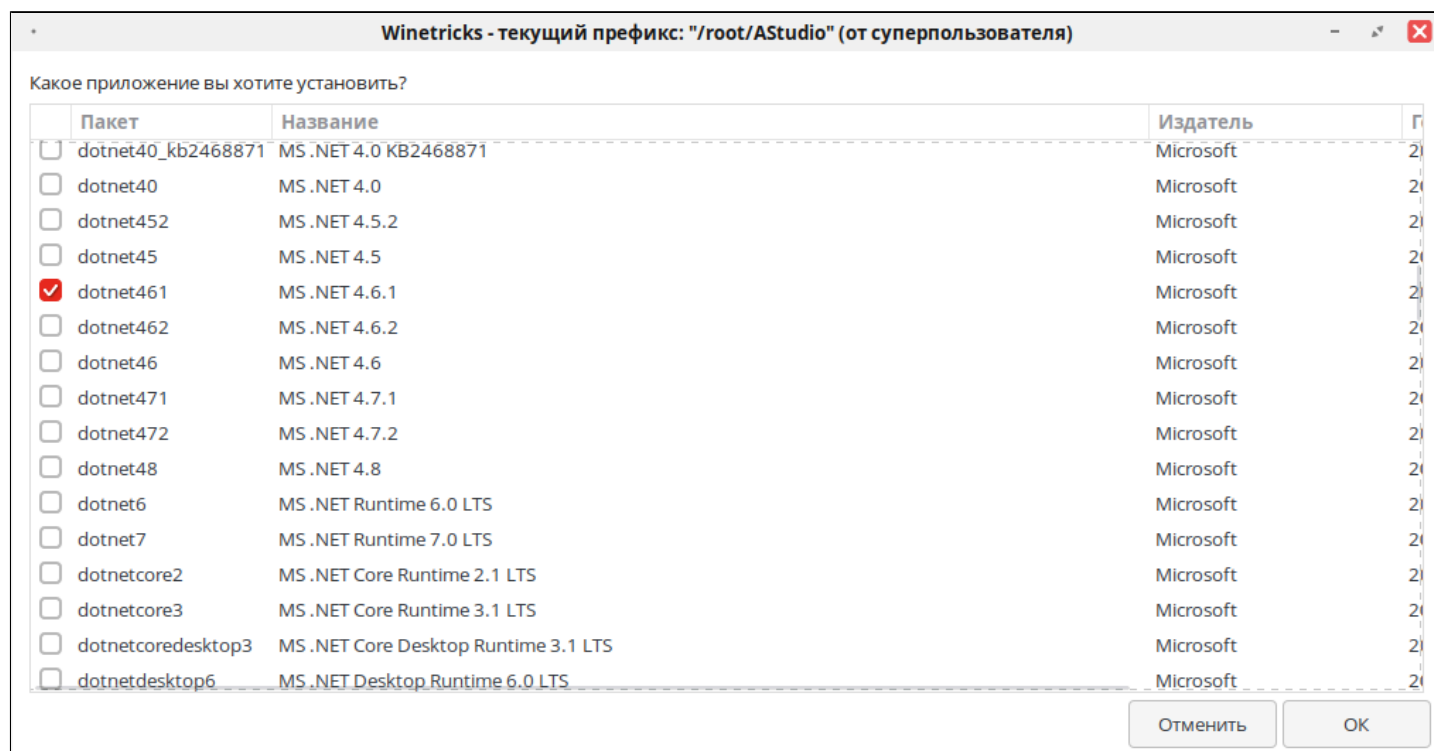 Winetricks - текущий префикс: "/root/AStudio" (от суперпользователя)
Какое приложение вы хотите установить?
Пакет Название Издатель
dotnet40_kb2468871 MS .NET 4.0 KB2468871 Microsoft
dotnet40 MS .NET 4.0 Microsoft
dotnet452 MS .NET 4.5.2 Microsoft
dotnet45 MS .NET 4.5 Microsoft
dotnet461 MS .NET 4.6.1 Microsoft
dotnet462 MS .NET 4.6.2 Microsoft
dotnet46 MS .NET 4.6 Microsoft
dotnet471 MS .NET 4.7.1 Microsoft
dotnet472 MS .NET 4.7.2 Microsoft
dotnet48 MS .NET 4.8 Microsoft
dotnet6 MS .NET Runtime 6.0 LTS Microsoft
dotnet7 MS .NET Runtime 7.0 LTS Microsoft
dotnetcore2 MS .NET Core Runtime 2.1 LTS Microsoft
dotnetcore3 MS .NET Core Runtime 3.1 LTS Microsoft
dotnetcoredesktop3 MS .NET Core Desktop Runtime 3.1 LTS Microsoft
dotnetdesktop6 MS .NET Desktop Runtime 6.0 LTS Microsoft
Отменить ОК